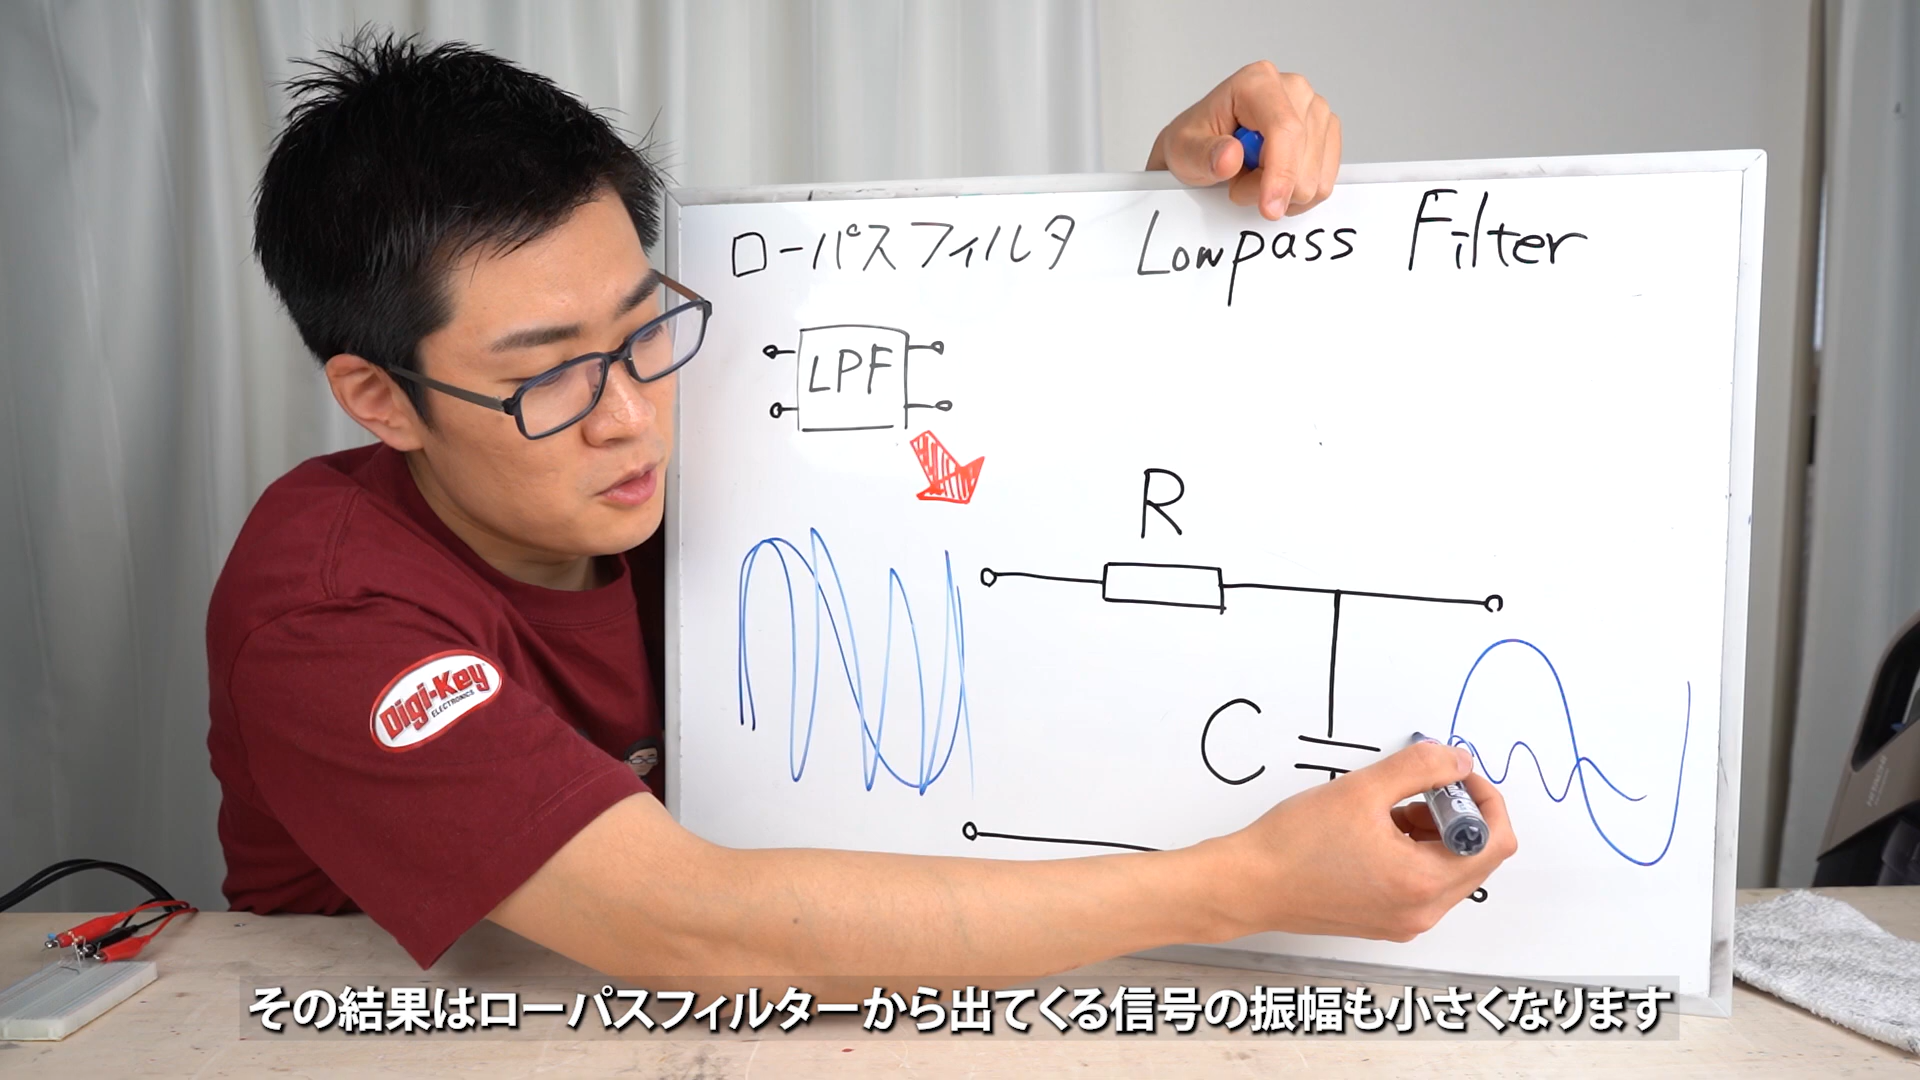 ローパスフィルタ Lowpass Filter
LPF
R
C
Digi-Key
ELECTRONICS
その結果はローパスフィルターから出てくる信号の振幅も小さくなります